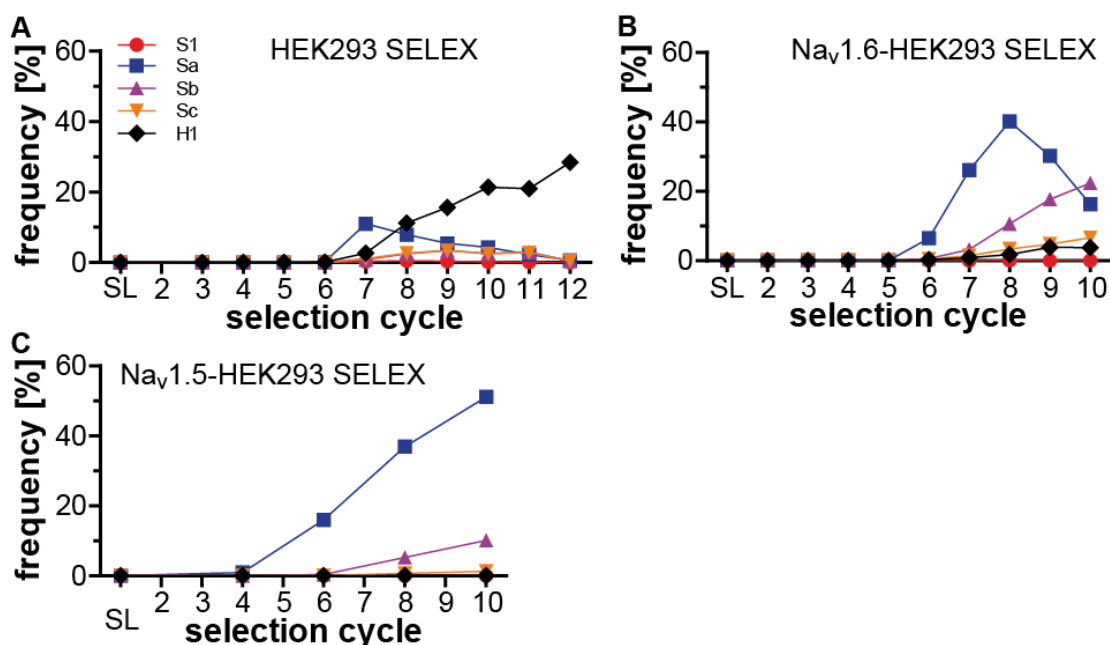 A
HEK293 SELEX
S1
Sa
Sb
Sc
H1
frequency [%]
60
40
20
0
SL 2 3 4 5 6 7 8 9 10 11 12
selection cycle
B
Nav1.6-HEK293 SELEX
frequency [%]
60
40
20
0
SL 2 3 4 5 6 7 8 9 10
selection cycle
C
Nav1.5-HEK293 SELEX
frequency [%]
60
40
20
0
SL 2 3 4 5 6 7 8 9 10
selection cycle